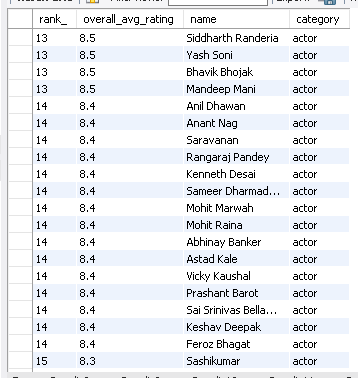 rank_ overall_avg_rating name category
13 8.5 Siddharth Randeria actor
13 8.5 Yash Soni actor
13 8.5 Bhavik Bhojak actor
13 8.5 Mandeep Mani actor
14 8.4 Anil Dhawan actor
14 8.4 Anant Nag actor
14 8.4 Saravanan actor
14 8.4 Rangaraj Pandey actor
14 8.4 Kenneth Desai actor
14 8.4 Sameer Dharmad... actor
14 8.4 Mohit Marwah actor
14 8.4 Mohit Raina actor
14 8.4 Abhinay Banker actor
14 8.4 Astad Kale actor
14 8.4 Vicky Kaushal actor
14 8.4 Prashant Barot actor
14 8.4 Sai Srinivas Bella... actor
14 8.4 Keshav Deepak actor
14 8.4 Feroz Bhagat actor
15 8.3 Sashikumar actor